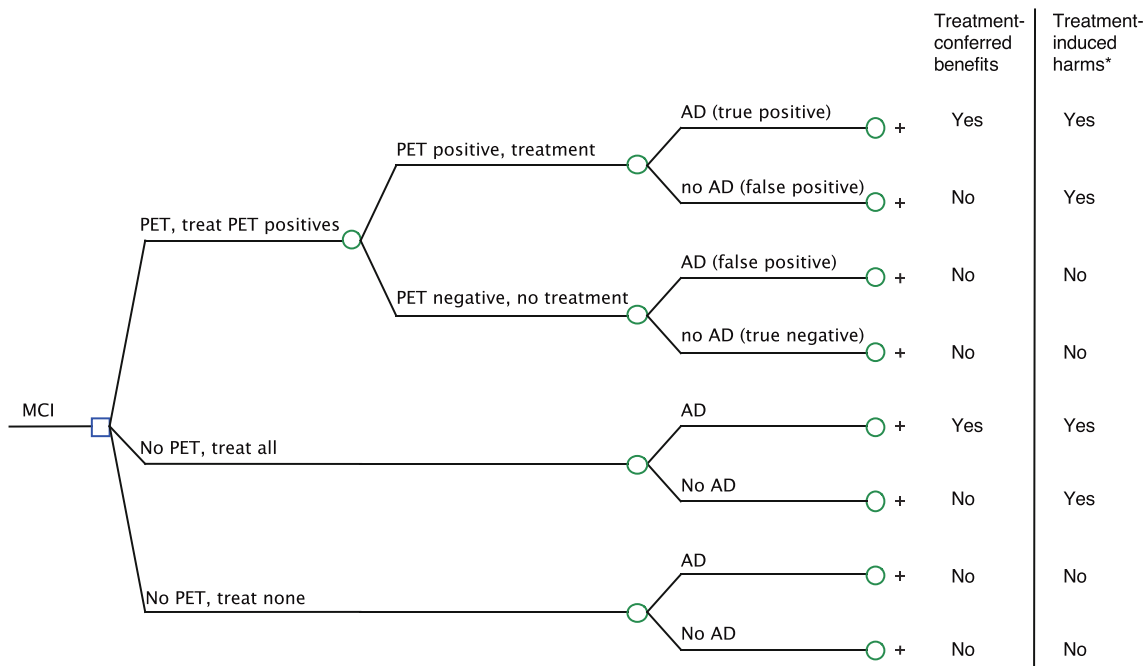 Treatment-
conferred
benefits
Treatment-
induced
harms*
AD (true positive)
+ Yes Yes
PET positive, treatment
no AD (false positive)
+ No Yes
PET, treat PET positives
AD (false positive)
+ No No
PET negative, no treatment
no AD (true negative)
+ No No
MCI
AD
+ Yes Yes
No PET, treat all
No AD
+ No Yes
AD
+ No No
No PET, treat none
No AD
+ No No